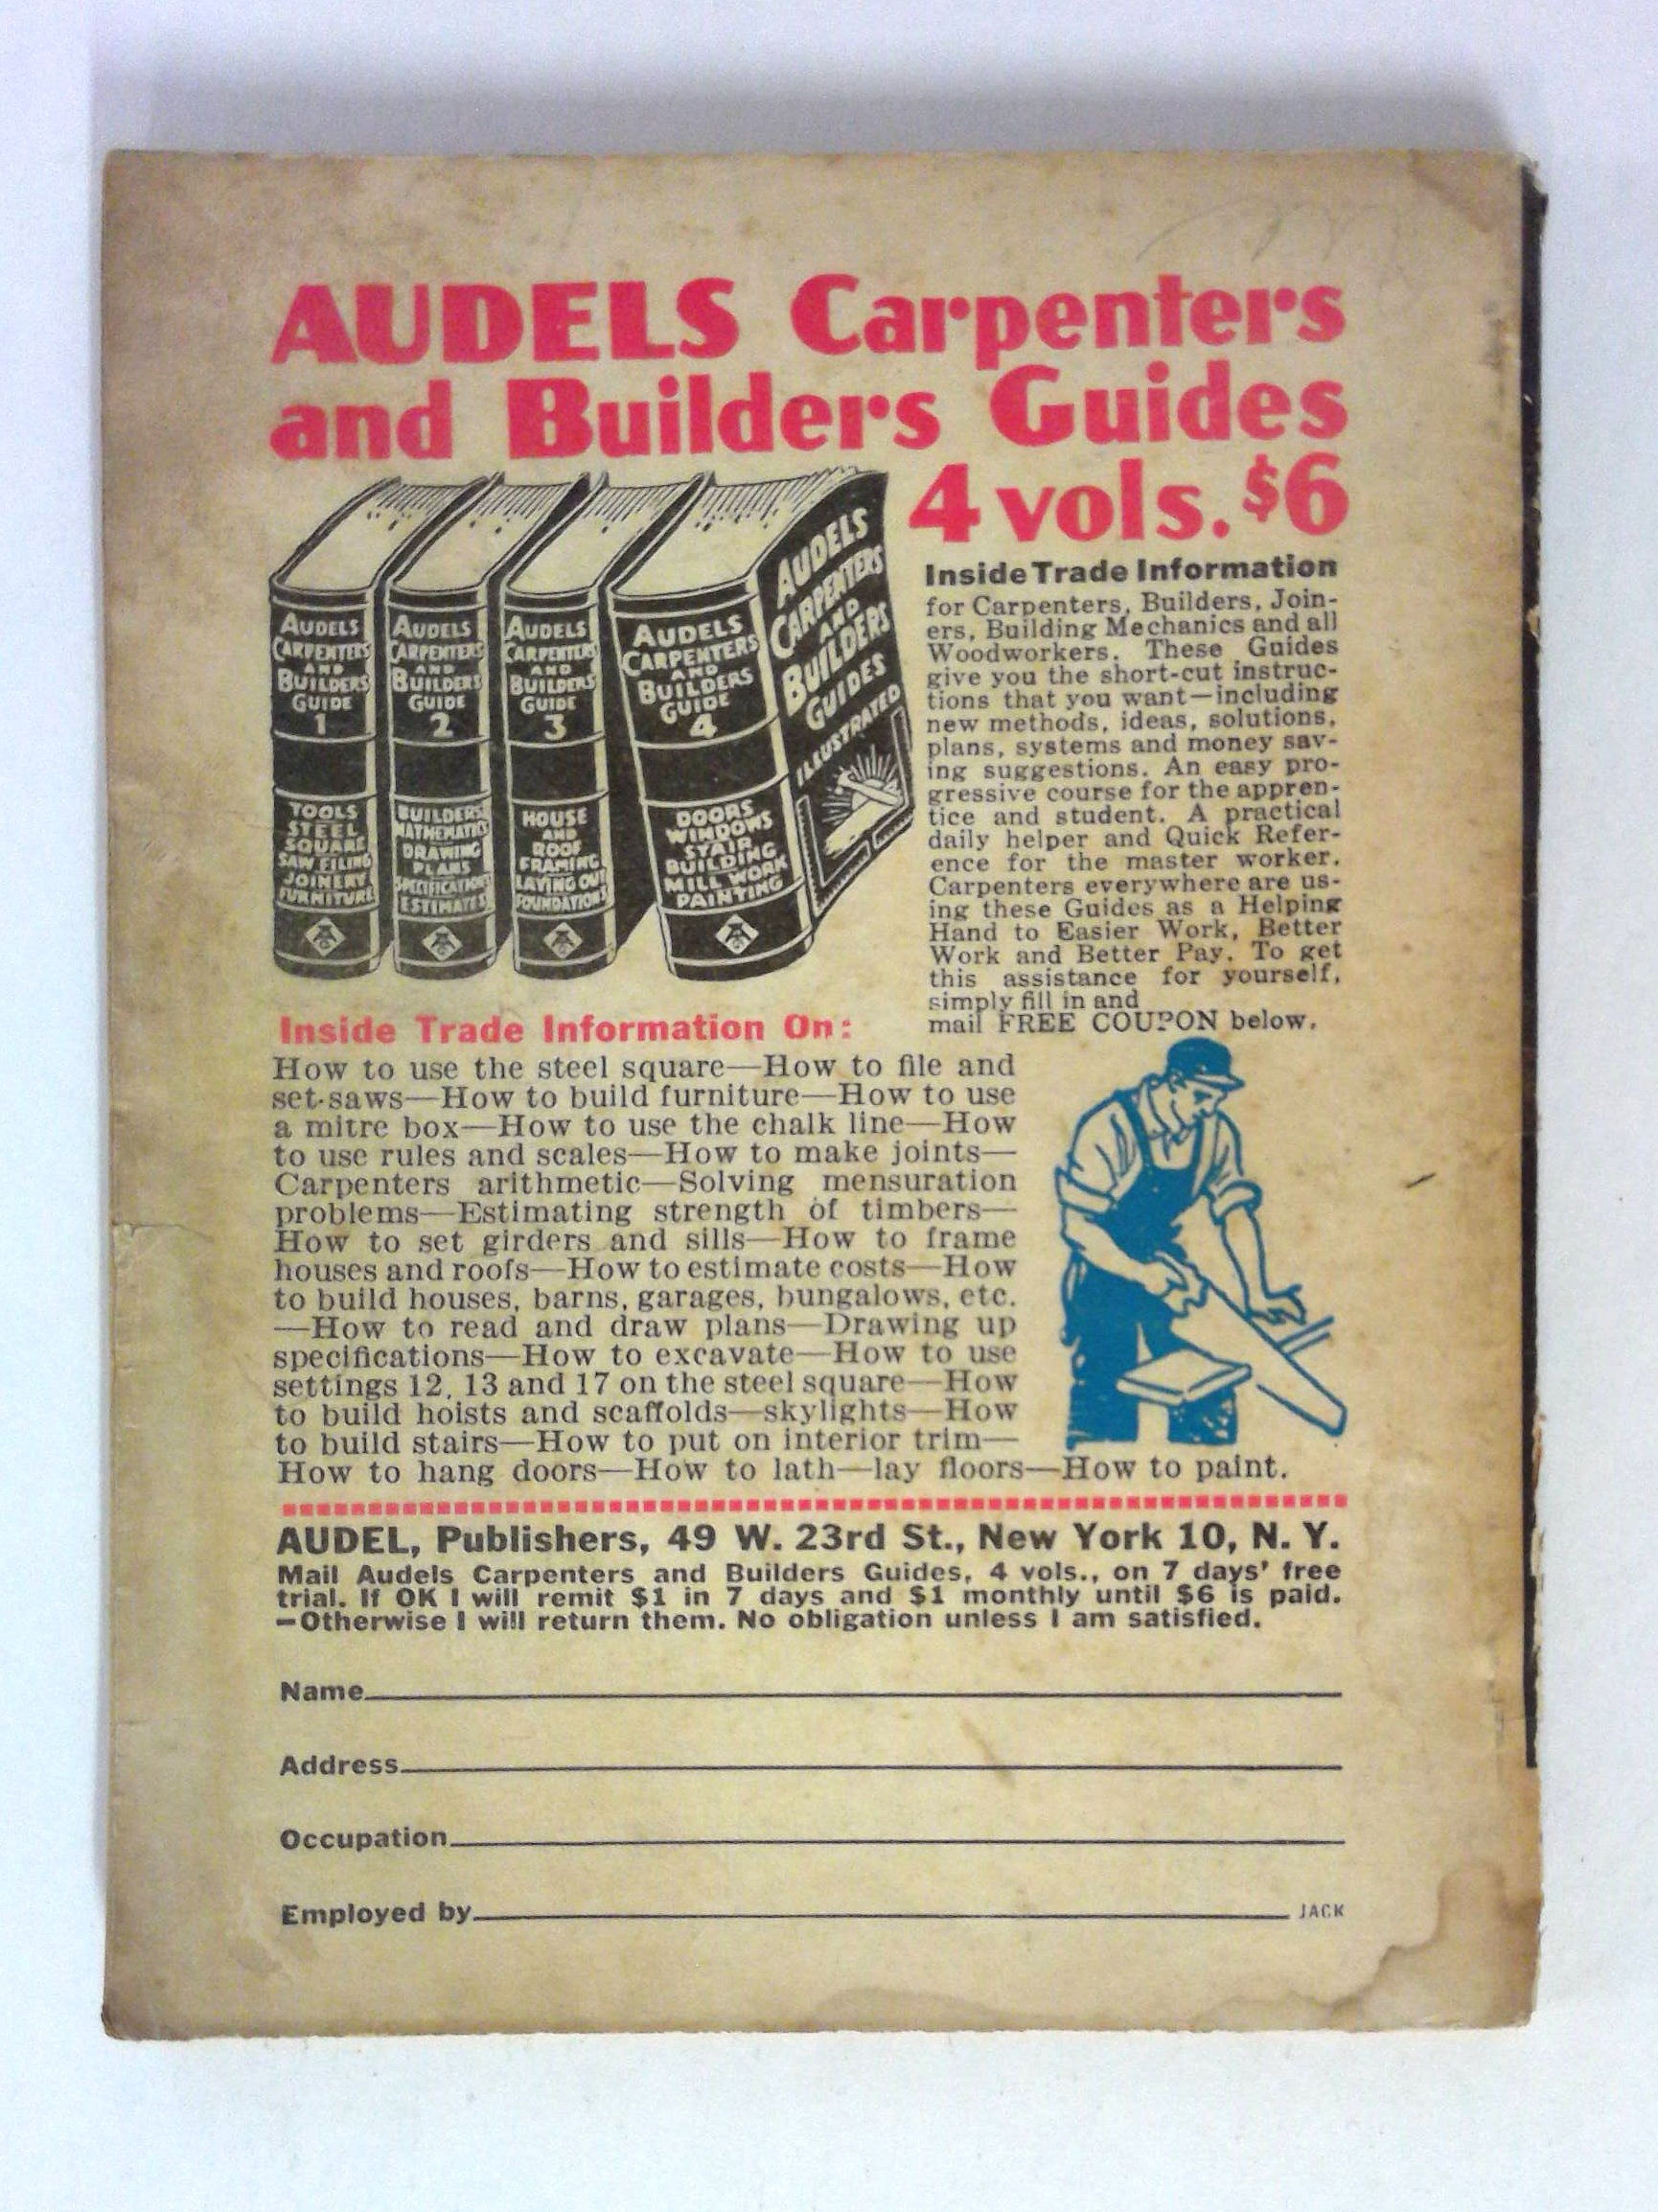 AUDELS Carpenters
and Builders Guides
4 vols. $6
AUDELS
CARPENTERS
AND
BUILDERS
GUIDE
1
TOOLS
STEEL
SQUARE
SAW FILING
JOINERY
FURNITURE
AUDELS
CARPENTERS
AND
BUILDERS
GUIDE
2
BUILDERS
MATHEMATICS
DRAWING
PLANS
SPECIFICATIONS
ESTIMATES
AUDELS
CARPENTERS
AND
BUILDERS
GUIDE
3
HOUSE
AND
ROOF
FRAMING
LAYING OUT
FOUNDATIONS
AUDELS
CARPENTERS
AND
BUILDERS
GUIDE
4
DOORS
WINDOWS
STAIR
BUILDING
MILL WORK
PAINTING
AUDELS
CARPENTERS
AND
BUILDERS
GUIDES
ILLUSTRATED
Inside Trade Information
for Carpenters, Builders, Join-
ers, Building Mechanics and all
Woodworkers. These Guides
give you the short-cut instruc-
tions that you want—including
new methods, ideas, solutions,
plans, systems and money sav-
ing suggestions. An easy pro-
gressive course for the appren-
tice and student. A practical
daily helper and Quick Refer-
ence for the master worker.
Carpenters everywhere are us-
ing these Guides as a Helping
Hand to Easier Work, Better
Work and Better Pay. To get
this assistance for yourself,
simply fill in and
mail FREE COUPON below.
Inside Trade Information On:
How to use the steel square—How to file and
set saws—How to build furniture—How to use
a mitre box—How to use the chalk line—How
to use rules and scales—How to make joints—
Carpenters arithmetic—Solving mensuration
problems—Estimating strength of timbers—
How to set girders and sills—How to frame
houses and roofs—How to estimate costs—How
to build houses, barns, garages, bungalows, etc.
—How to read and draw plans—Drawing up
specifications—How to excavate—How to use
settings 12, 13 and 17 on the steel square—How
to build hoists and scaffolds—skylights—How
to build stairs—How to put on interior trim—
How to hang doors—How to lath—lay floors—How to paint.
AUDEL, Publishers, 49 W. 23rd St., New York 10, N. Y.
Mail Audels Carpenters and Builders Guides, 4 vols., on 7 days' free
trial. If OK I will remit $1 in 7 days and $1 monthly until $6 is paid.
—Otherwise I will return them. No obligation unless I am satisfied.
Name
Address
Occupation
Employed by JACK